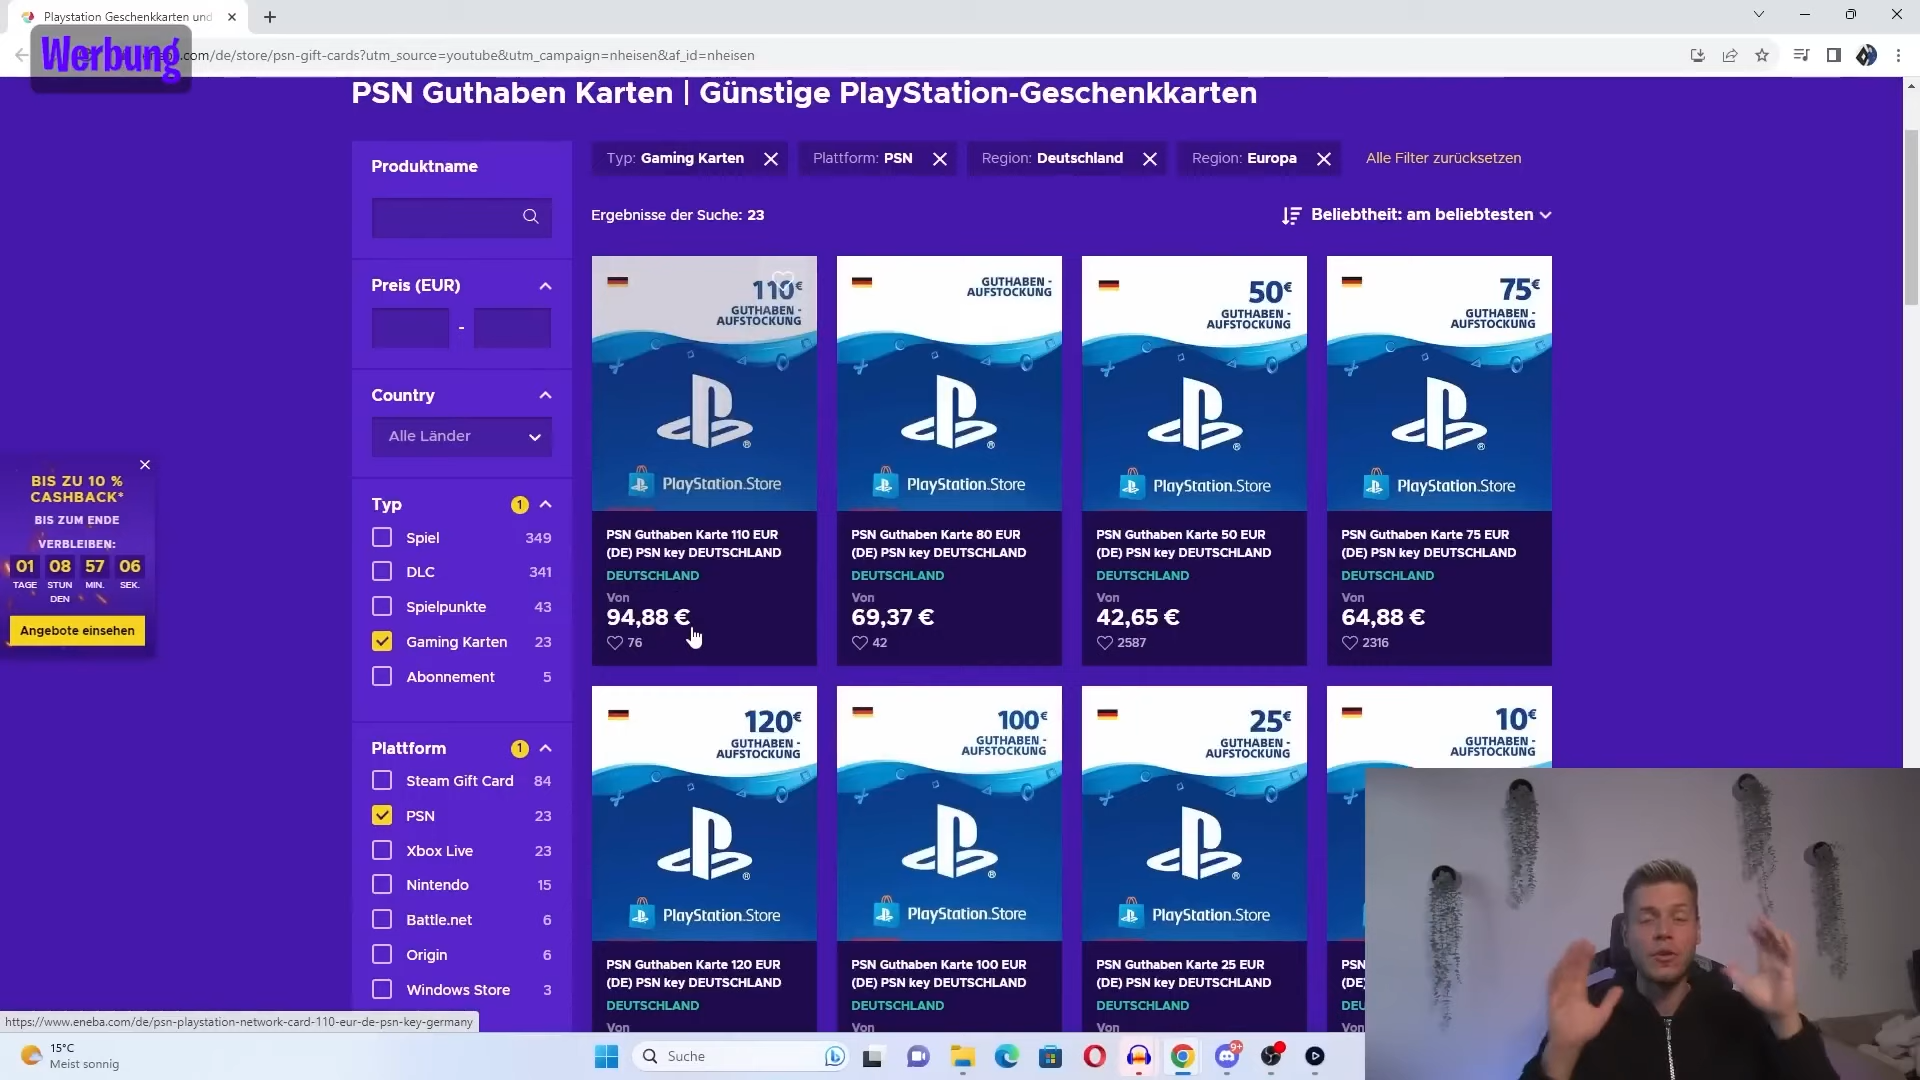 Playstation Geschenkkarten und
Werbung
.com/de/store/psn-gift-cards?utm_source=youtube&utm_campaign=nheisen&af_id=nheisen
PSN Guthaben Karten | Günstige PlayStation-Geschenkkarten
Produktname
Typ: Gaming Karten
Plattform: PSN
Region: Deutschland
Region: Europa
Alle Filter zurücksetzen
Ergebnisse der Suche: 23
Beliebtheit: am beliebtesten
Preis (EUR)
-
Country
Alle Länder
Typ 1
Spiel 349
DLC 341
Spielpunkte 43
Gaming Karten 23
Abonnement 5
Plattform 1
Steam Gift Card 84
PSN 23
Xbox Live 23
Nintendo 15
Battle.net 6
Origin 6
Windows Store 3
BIS ZU 10 %
CASHBACK*
BIS ZUM ENDE
VERBLEIBEN:
01 08 57 06
TAGE STUN MIN. SEK.
DEN
Angebote einsehen
110€
GUTHABEN -
AUFSTOCKUNG
PlayStation.Store
PSN Guthaben Karte 110 EUR
(DE) PSN key DEUTSCHLAND
DEUTSCHLAND
Von
94,88 €
76
GUTHABEN -
AUFSTOCKUNG
PlayStation.Store
PSN Guthaben Karte 80 EUR
(DE) PSN key DEUTSCHLAND
DEUTSCHLAND
Von
69,37 €
42
50€
GUTHABEN -
AUFSTOCKUNG
PlayStation.Store
PSN Guthaben Karte 50 EUR
(DE) PSN key DEUTSCHLAND
DEUTSCHLAND
Von
42,65 €
2587
75€
GUTHABEN -
AUFSTOCKUNG
PlayStation.Store
PSN Guthaben Karte 75 EUR
(DE) PSN key DEUTSCHLAND
DEUTSCHLAND
Von
64,88 €
2316
120€
GUTHABEN -
AUFSTOCKUNG
PlayStation.Store
PSN Guthaben Karte 120 EUR
(DE) PSN key DEUTSCHLAND
DEUTSCHLAND
Von
100€
GUTHABEN -
AUFSTOCKUNG
PlayStation.Store
PSN Guthaben Karte 100 EUR
(DE) PSN key DEUTSCHLAND
DEUTSCHLAND
Von
25€
GUTHABEN -
AUFSTOCKUNG
PlayStation.Store
PSN Guthaben Karte 25 EUR
(DE) PSN key DEUTSCHLAND
DEUTSCHLAND
Von
10€
GUTHABEN -
AUFSTOCKUNG
PSN
(DE)
DEU
Von
https://www.eneba.com/de/psn-playstation-network-card-110-eur-de-psn-key-germany
15°C
Meist sonnig
Suche
9+